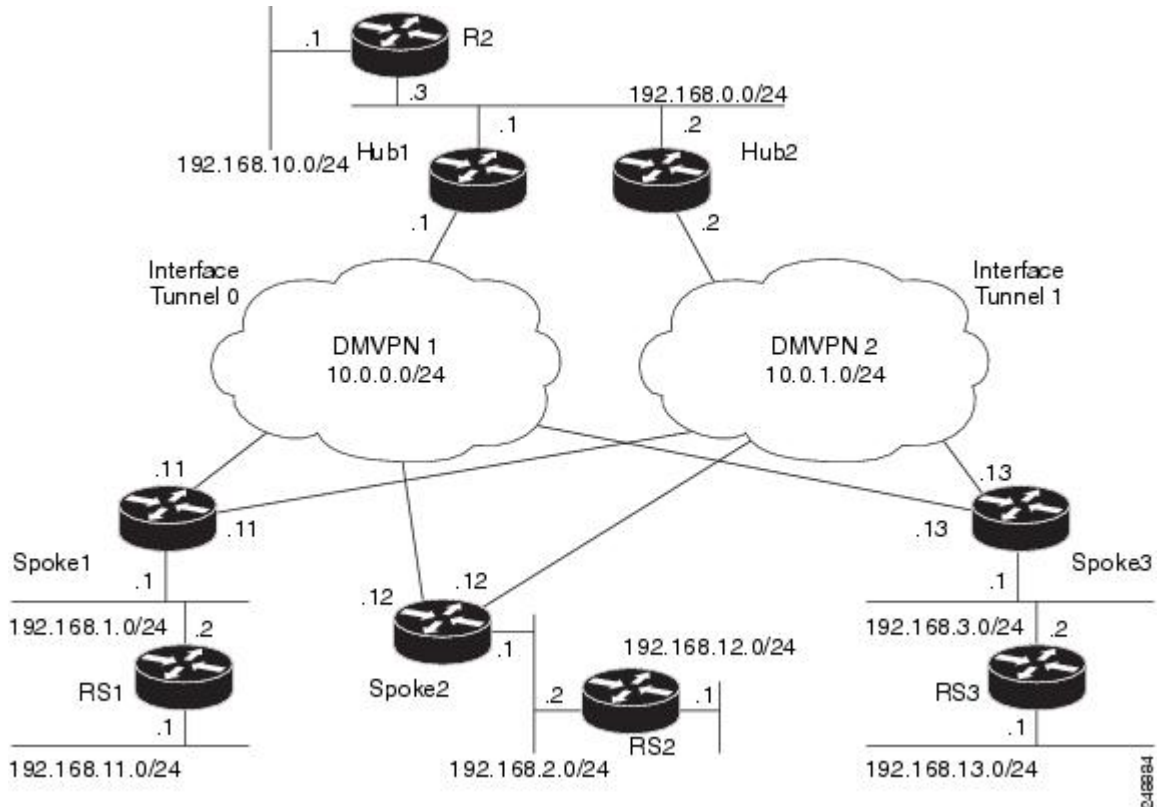 .1
R2
.3
192.168.0.0/24
192.168.10.0/24
.1
.2
Hub1
Hub2
.1
.2
Interface
Tunnel 0
Interface
Tunnel 1
DMVPN 1
10.0.0.0/24
DMVPN 2
10.0.1.0/24
.11
.11
.13
.13
Spoke1
Spoke3
.1
.12
.12
.1
192.168.1.0/24
.2
.1
192.168.12.0/24
192.168.3.0/24
.2
RS1
Spoke2
.2
.1
RS2
RS3
.1
.1
192.168.11.0/24
192.168.2.0/24
192.168.13.0/24
248884